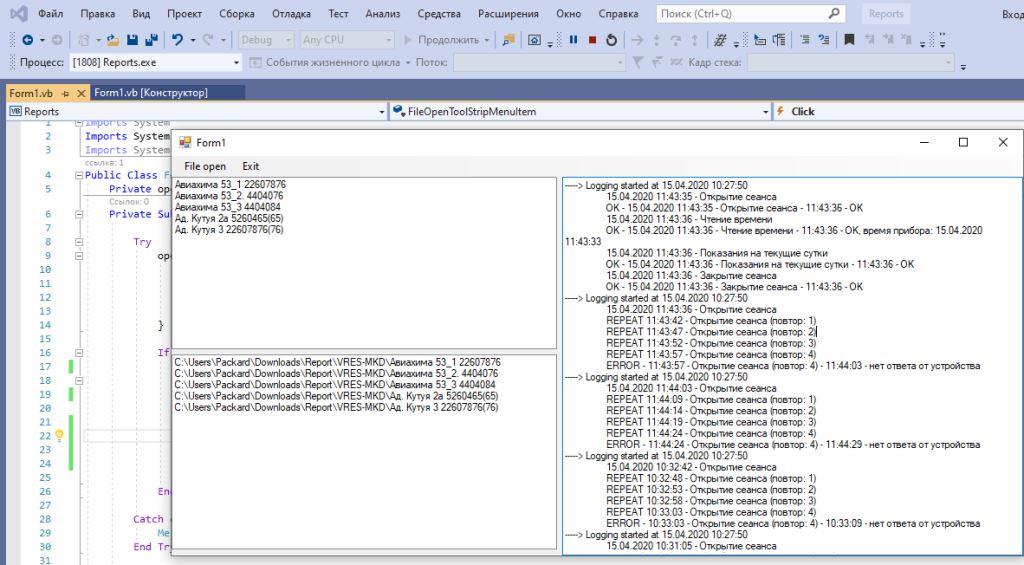 Файл Правка Вид Проект Сборка Отладка Тест Анализ Средства Расширения Окно Справка Поиск (Ctrl+Q) Reports Вход
Debug Any CPU Продолжить
Процесс: [1808] Reports.exe События жизненного цикла Поток: Кадр стека:
Form1.vb Form1.vb [Конструктор]
Reports FileOpenToolStripMenuItem Click
1 Imports System
2 Imports System
3 Imports System
ссылка: 1
4 Public Class F
5 Private ope
Ссылок: 0
6 Private Su
7
8 Try
9 ope
10
11
12
13
14 }
15
16 If
17
18
19
20
21
22
23
24
25
26 En
27
28 Catch
29 Me
30 End Tr
31
Form1
File open Exit
Авиахима 53_1 22607876
Авиахима 53_2. 4404076
Авиахима 53_3 4404084
Ад. Кутуя 2а 5260465(65)
Ад. Кутуя 3 22607876(76)
C:\Users\Packard\Downloads\Report\VRES-MKD\Авиахима 53_1 22607876
C:\Users\Packard\Downloads\Report\VRES-MKD\Авиахима 53_2. 4404076
C:\Users\Packard\Downloads\Report\VRES-MKD\Авиахима 53_3 4404084
C:\Users\Packard\Downloads\Report\VRES-MKD\Ад. Кутуя 2а 5260465(65)
C:\Users\Packard\Downloads\Report\VRES-MKD\Ад. Кутуя 3 22607876(76)
----> Logging started at 15.04.2020 10:27:50
15.04.2020 11:43:35 - Открытие сеанса
OK - 15.04.2020 11:43:35 - Открытие сеанса - 11:43:36 - OK
15.04.2020 11:43:36 - Чтение времени
OK - 15.04.2020 11:43:36 - Чтение времени - 11:43:36 - OK, время прибора: 15.04.2020
11:43:33
15.04.2020 11:43:36 - Показания на текущие сутки
OK - 15.04.2020 11:43:36 - Показания на текущие сутки - 11:43:36 - OK
15.04.2020 11:43:36 - Закрытие сеанса
OK - 15.04.2020 11:43:36 - Закрытие сеанса - 11:43:36 - OK
----> Logging started at 15.04.2020 10:27:50
15.04.2020 11:43:36 - Открытие сеанса
REPEAT 11:43:42 - Открытие сеанса (повтор: 1)
REPEAT 11:43:47 - Открытие сеанса (повтор: 2)
REPEAT 11:43:52 - Открытие сеанса (повтор: 3)
REPEAT 11:43:57 - Открытие сеанса (повтор: 4)
ERROR - 11:43:57 - Открытие сеанса (повтор: 4) - 11:44:03 - нет ответа от устройства
----> Logging started at 15.04.2020 10:27:50
15.04.2020 11:44:03 - Открытие сеанса
REPEAT 11:44:09 - Открытие сеанса (повтор: 1)
REPEAT 11:44:14 - Открытие сеанса (повтор: 2)
REPEAT 11:44:19 - Открытие сеанса (повтор: 3)
REPEAT 11:44:24 - Открытие сеанса (повтор: 4)
ERROR - 11:44:24 - Открытие сеанса (повтор: 4) - 11:44:29 - нет ответа от устройства
----> Logging started at 15.04.2020 10:27:50
15.04.2020 10:32:42 - Открытие сеанса
REPEAT 10:32:48 - Открытие сеанса (повтор: 1)
REPEAT 10:32:53 - Открытие сеанса (повтор: 2)
REPEAT 10:32:58 - Открытие сеанса (повтор: 3)
REPEAT 10:33:03 - Открытие сеанса (повтор: 4)
ERROR - 10:33:03 - Открытие сеанса (повтор: 4) - 10:33:09 - нет ответа от устройства
----> Logging started at 15.04.2020 10:27:50
15.04.2020 10:31:05 - Открытие сеанса